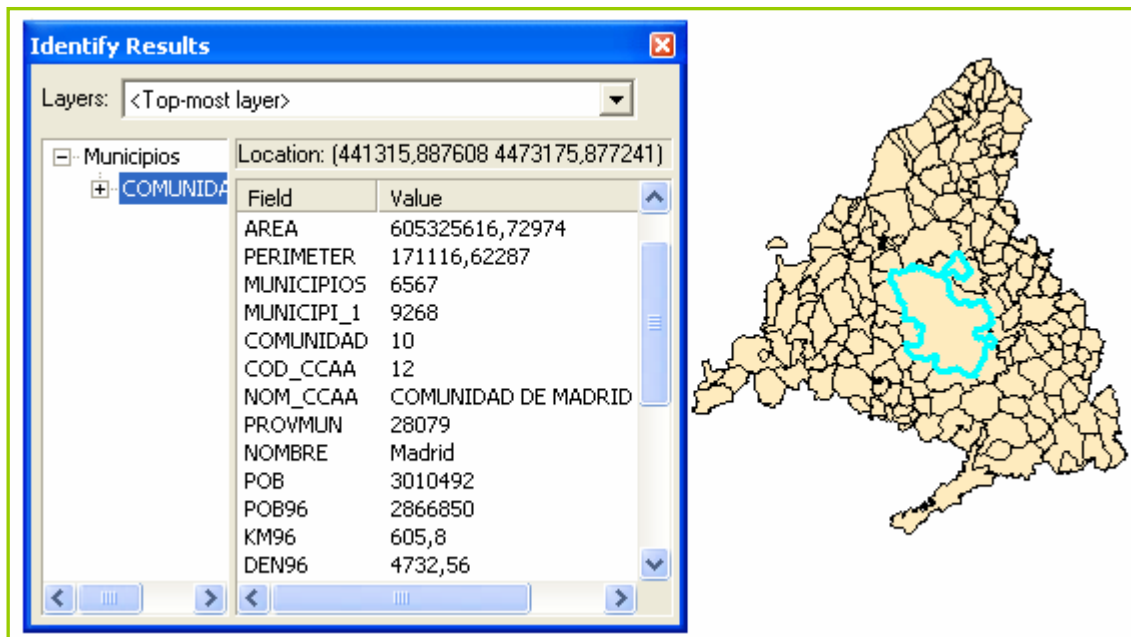 Identify Results
Layers: <Top-most layer>
Municipios
COMUNIDA
Location: (441315,887608 4473175,877241)
Field Value
AREA 605325616,72974
PERIMETER 171116,62287
MUNICIPIOS 6567
MUNICIPI_1 9268
COMUNIDAD 10
COD_CCAA 12
NOM_CCAA COMUNIDAD DE MADRID
PROVMUN 28079
NOMBRE Madrid
POB 3010492
POB96 2866850
KM96 605,8
DEN96 4732,56